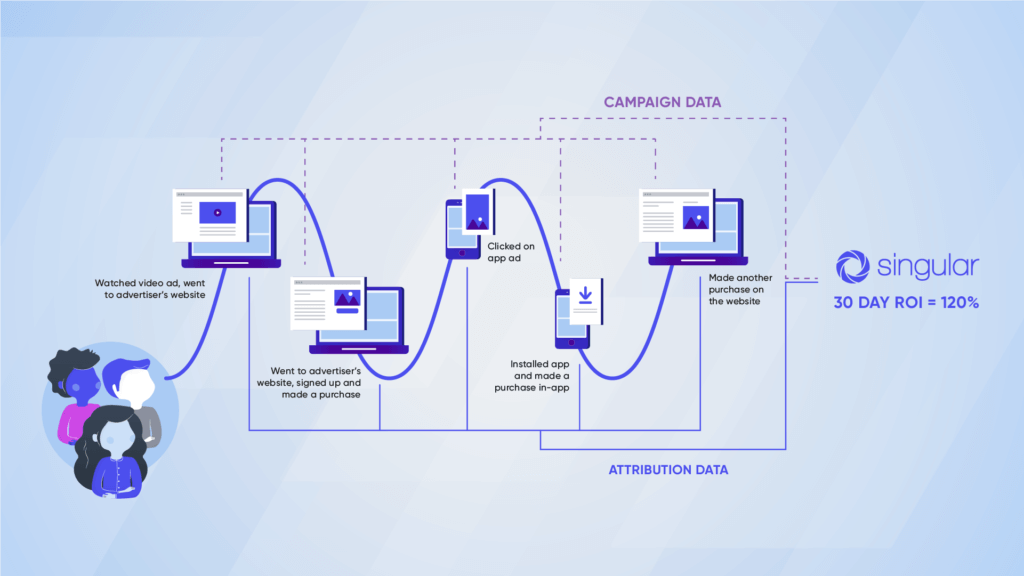 CAMPAIGN DATA
Watched video ad, went
to advertiser's website
Went to advertiser's
website, signed up and
made a purchase
Clicked on
app ad
Installed app
and made a
purchase in-app
Made another
purchase on
the website
singular
30 DAY ROI = 120%
ATTRIBUTION DATA